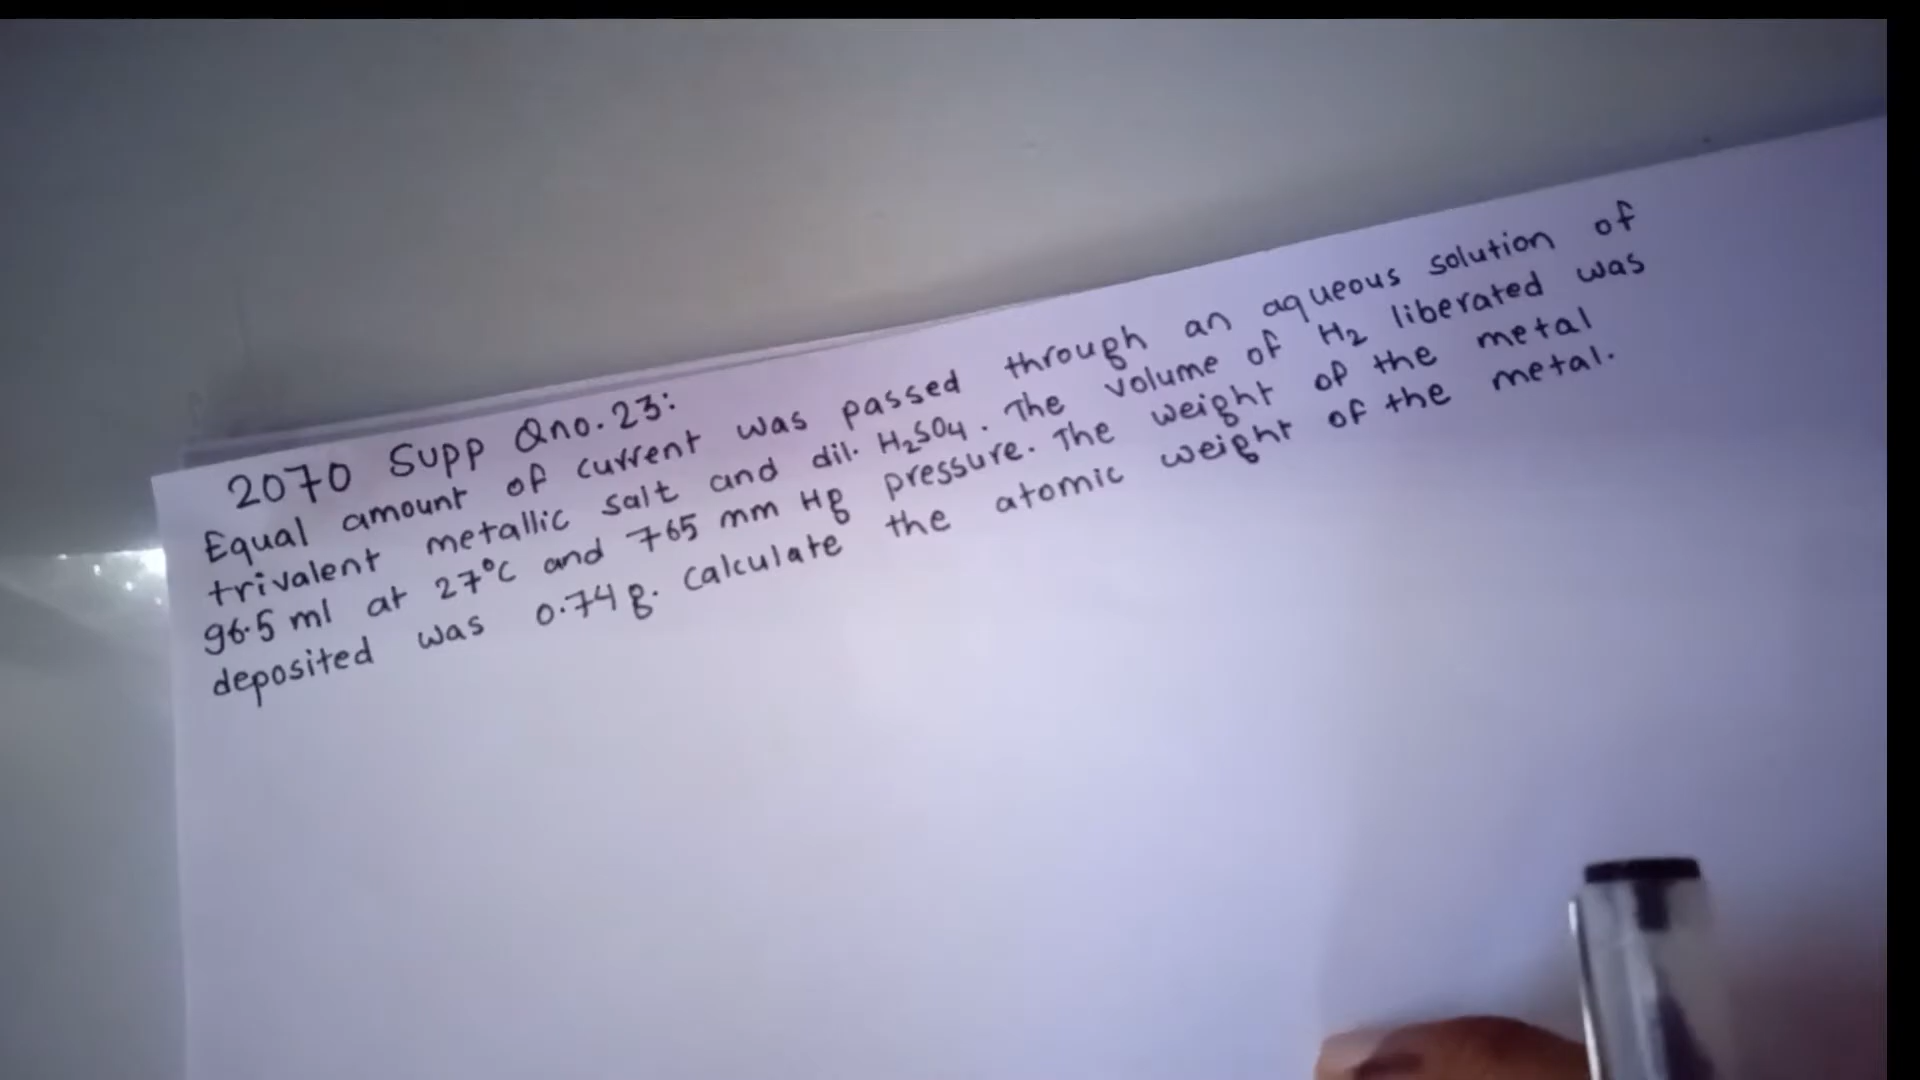 2070 Supp Qno.23:
Equal amount of current was passed through an aqueous solution of
trivalent metallic salt and dil. H₂SO₄. The volume of H₂ liberated was
96.5 ml at 27°C and 765 mm Hg pressure. The weight of the metal
deposited was 0.74 g. Calculate the atomic weight of the metal.